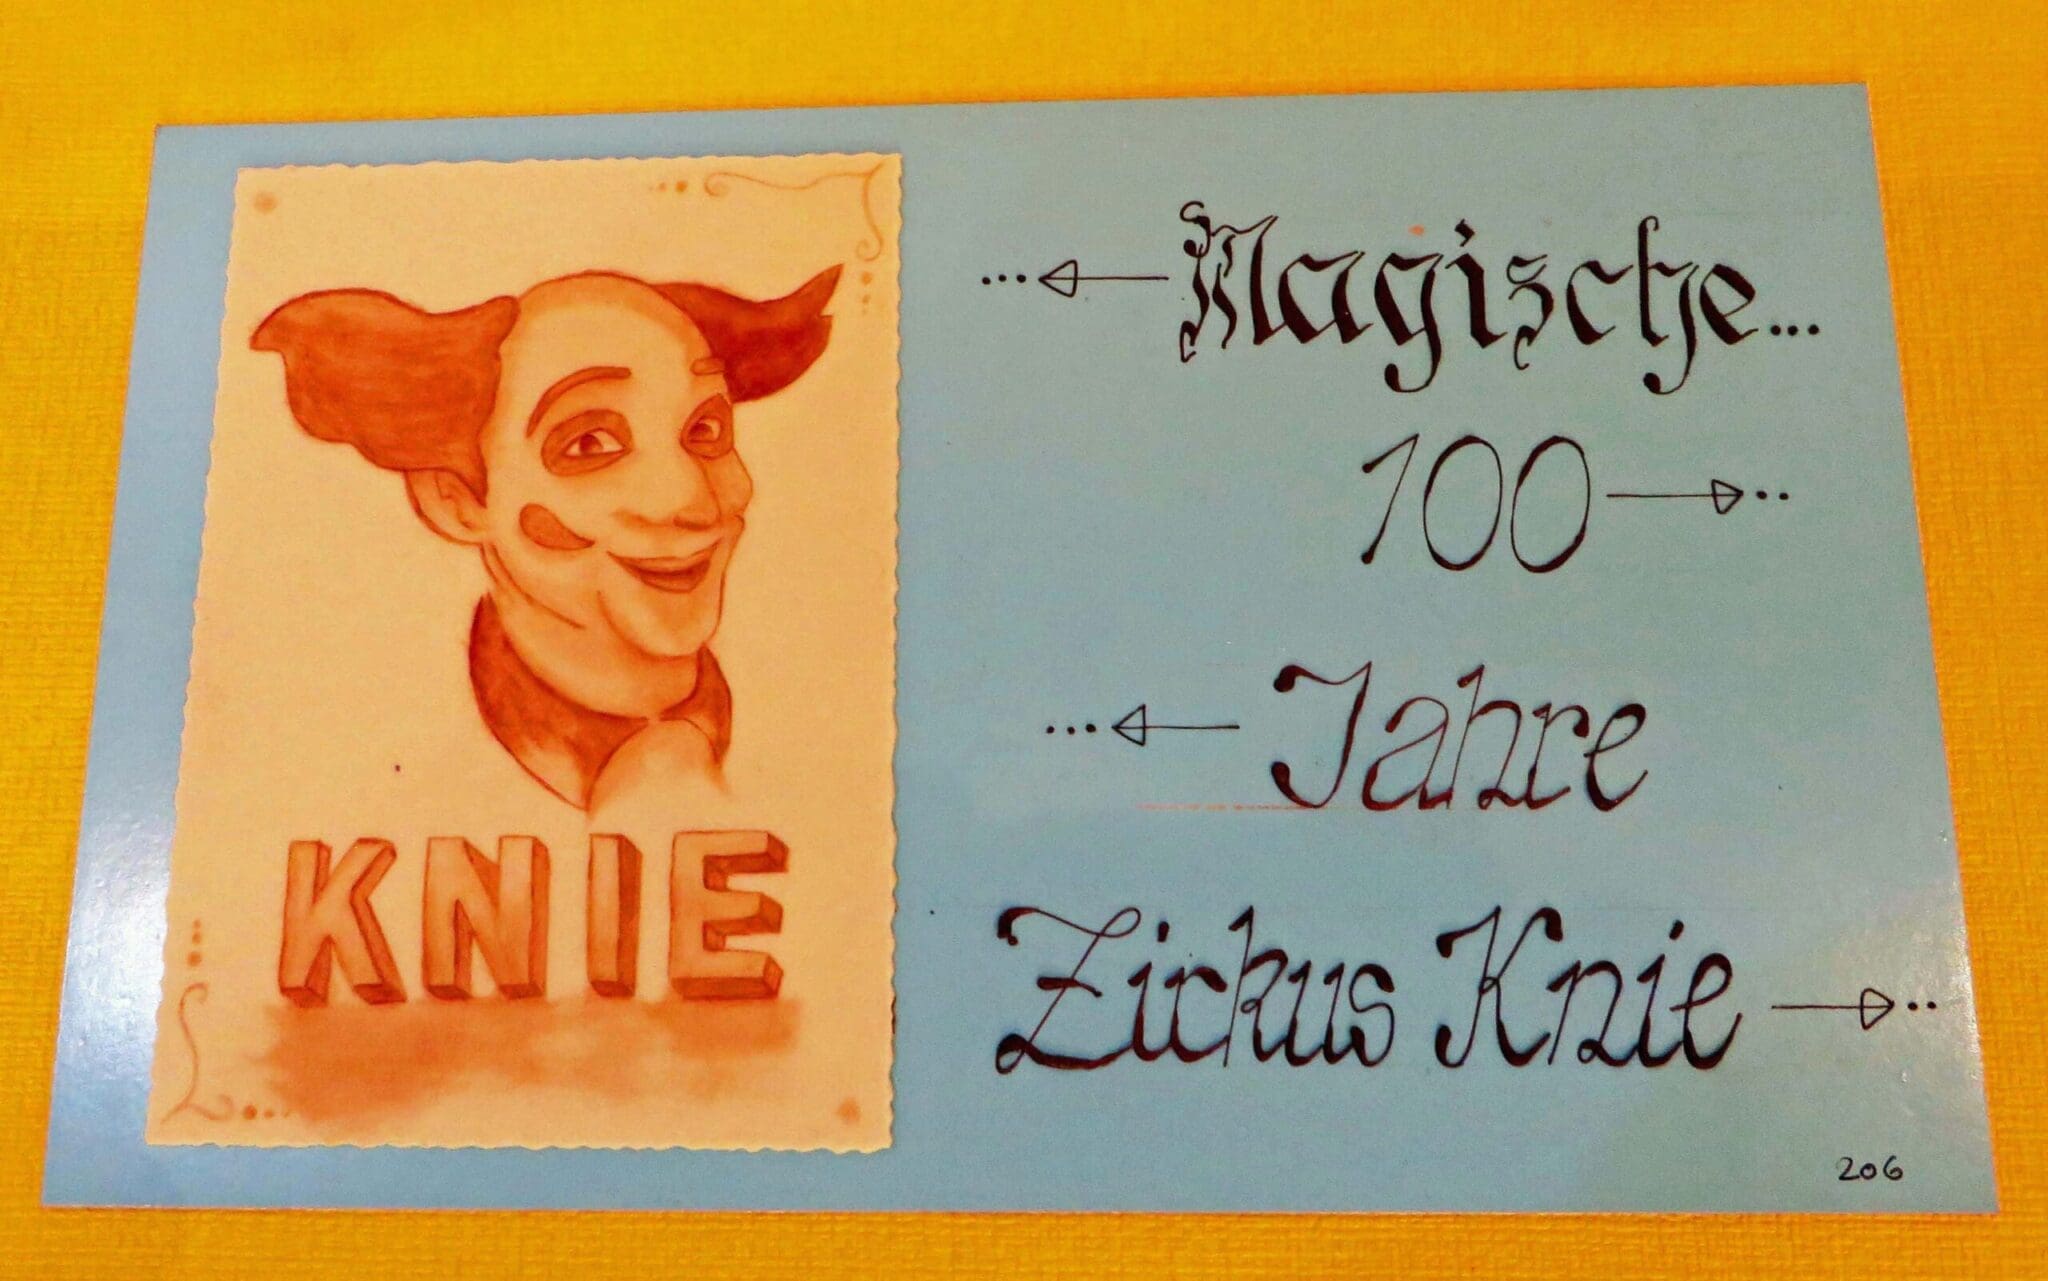 KNIE
Magische...
100
Jahre
Zirkus Knie
206